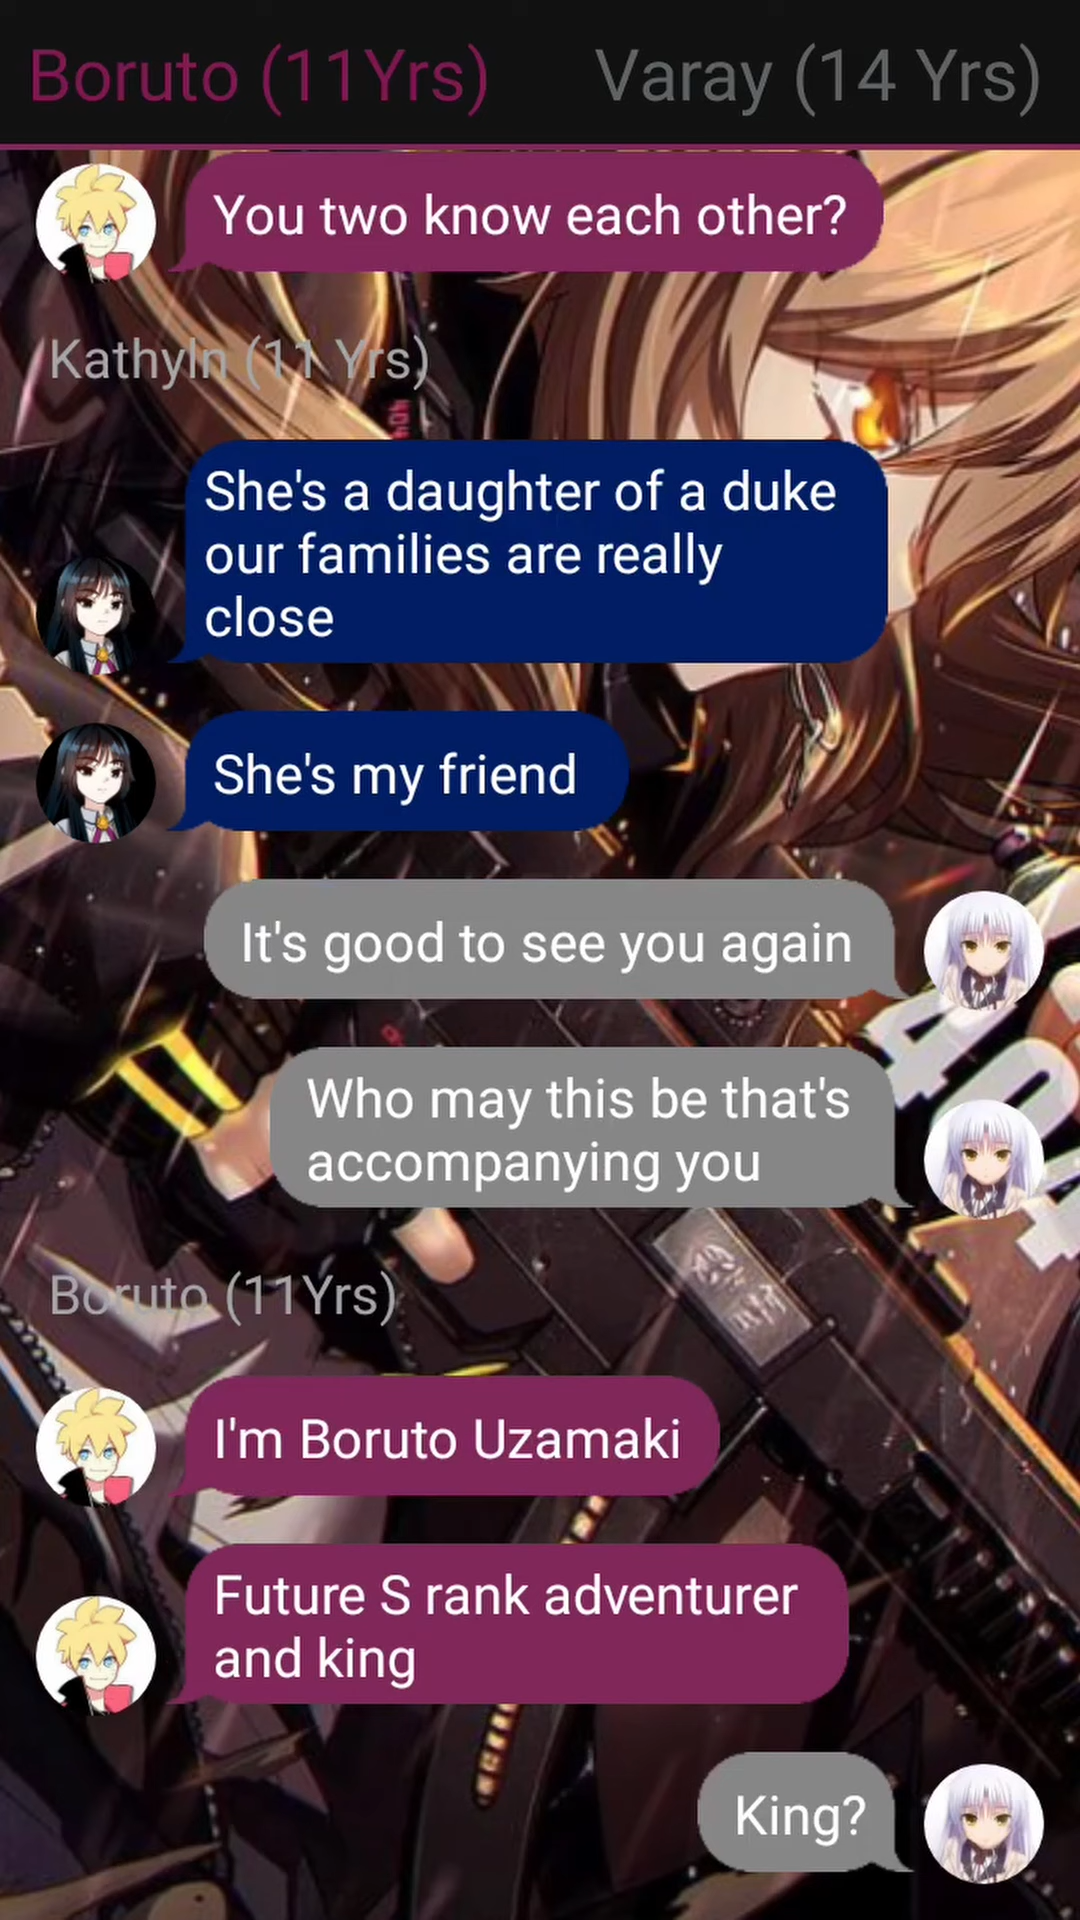 Boruto (11Yrs) Varay (14 Yrs)
You two know each other?
Kathyln (11 Yrs)
She's a daughter of a duke
our families are really
close
She's my friend
It's good to see you again
Who may this be that's
accompanying you
Boruto (11Yrs)
I'm Boruto Uzamaki
Future S rank adventurer
and king
King?